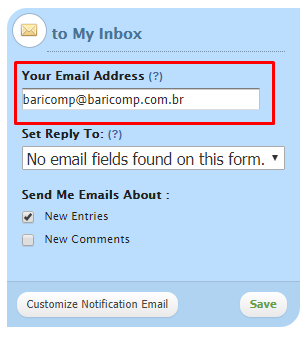 to My Inbox
Your Email Address (?)
baricomp@baricomp.com.br
Set Reply To: (?)
No email fields found on this form.
Send Me Emails About :
New Entries
New Comments
Customize Notification Email
Save